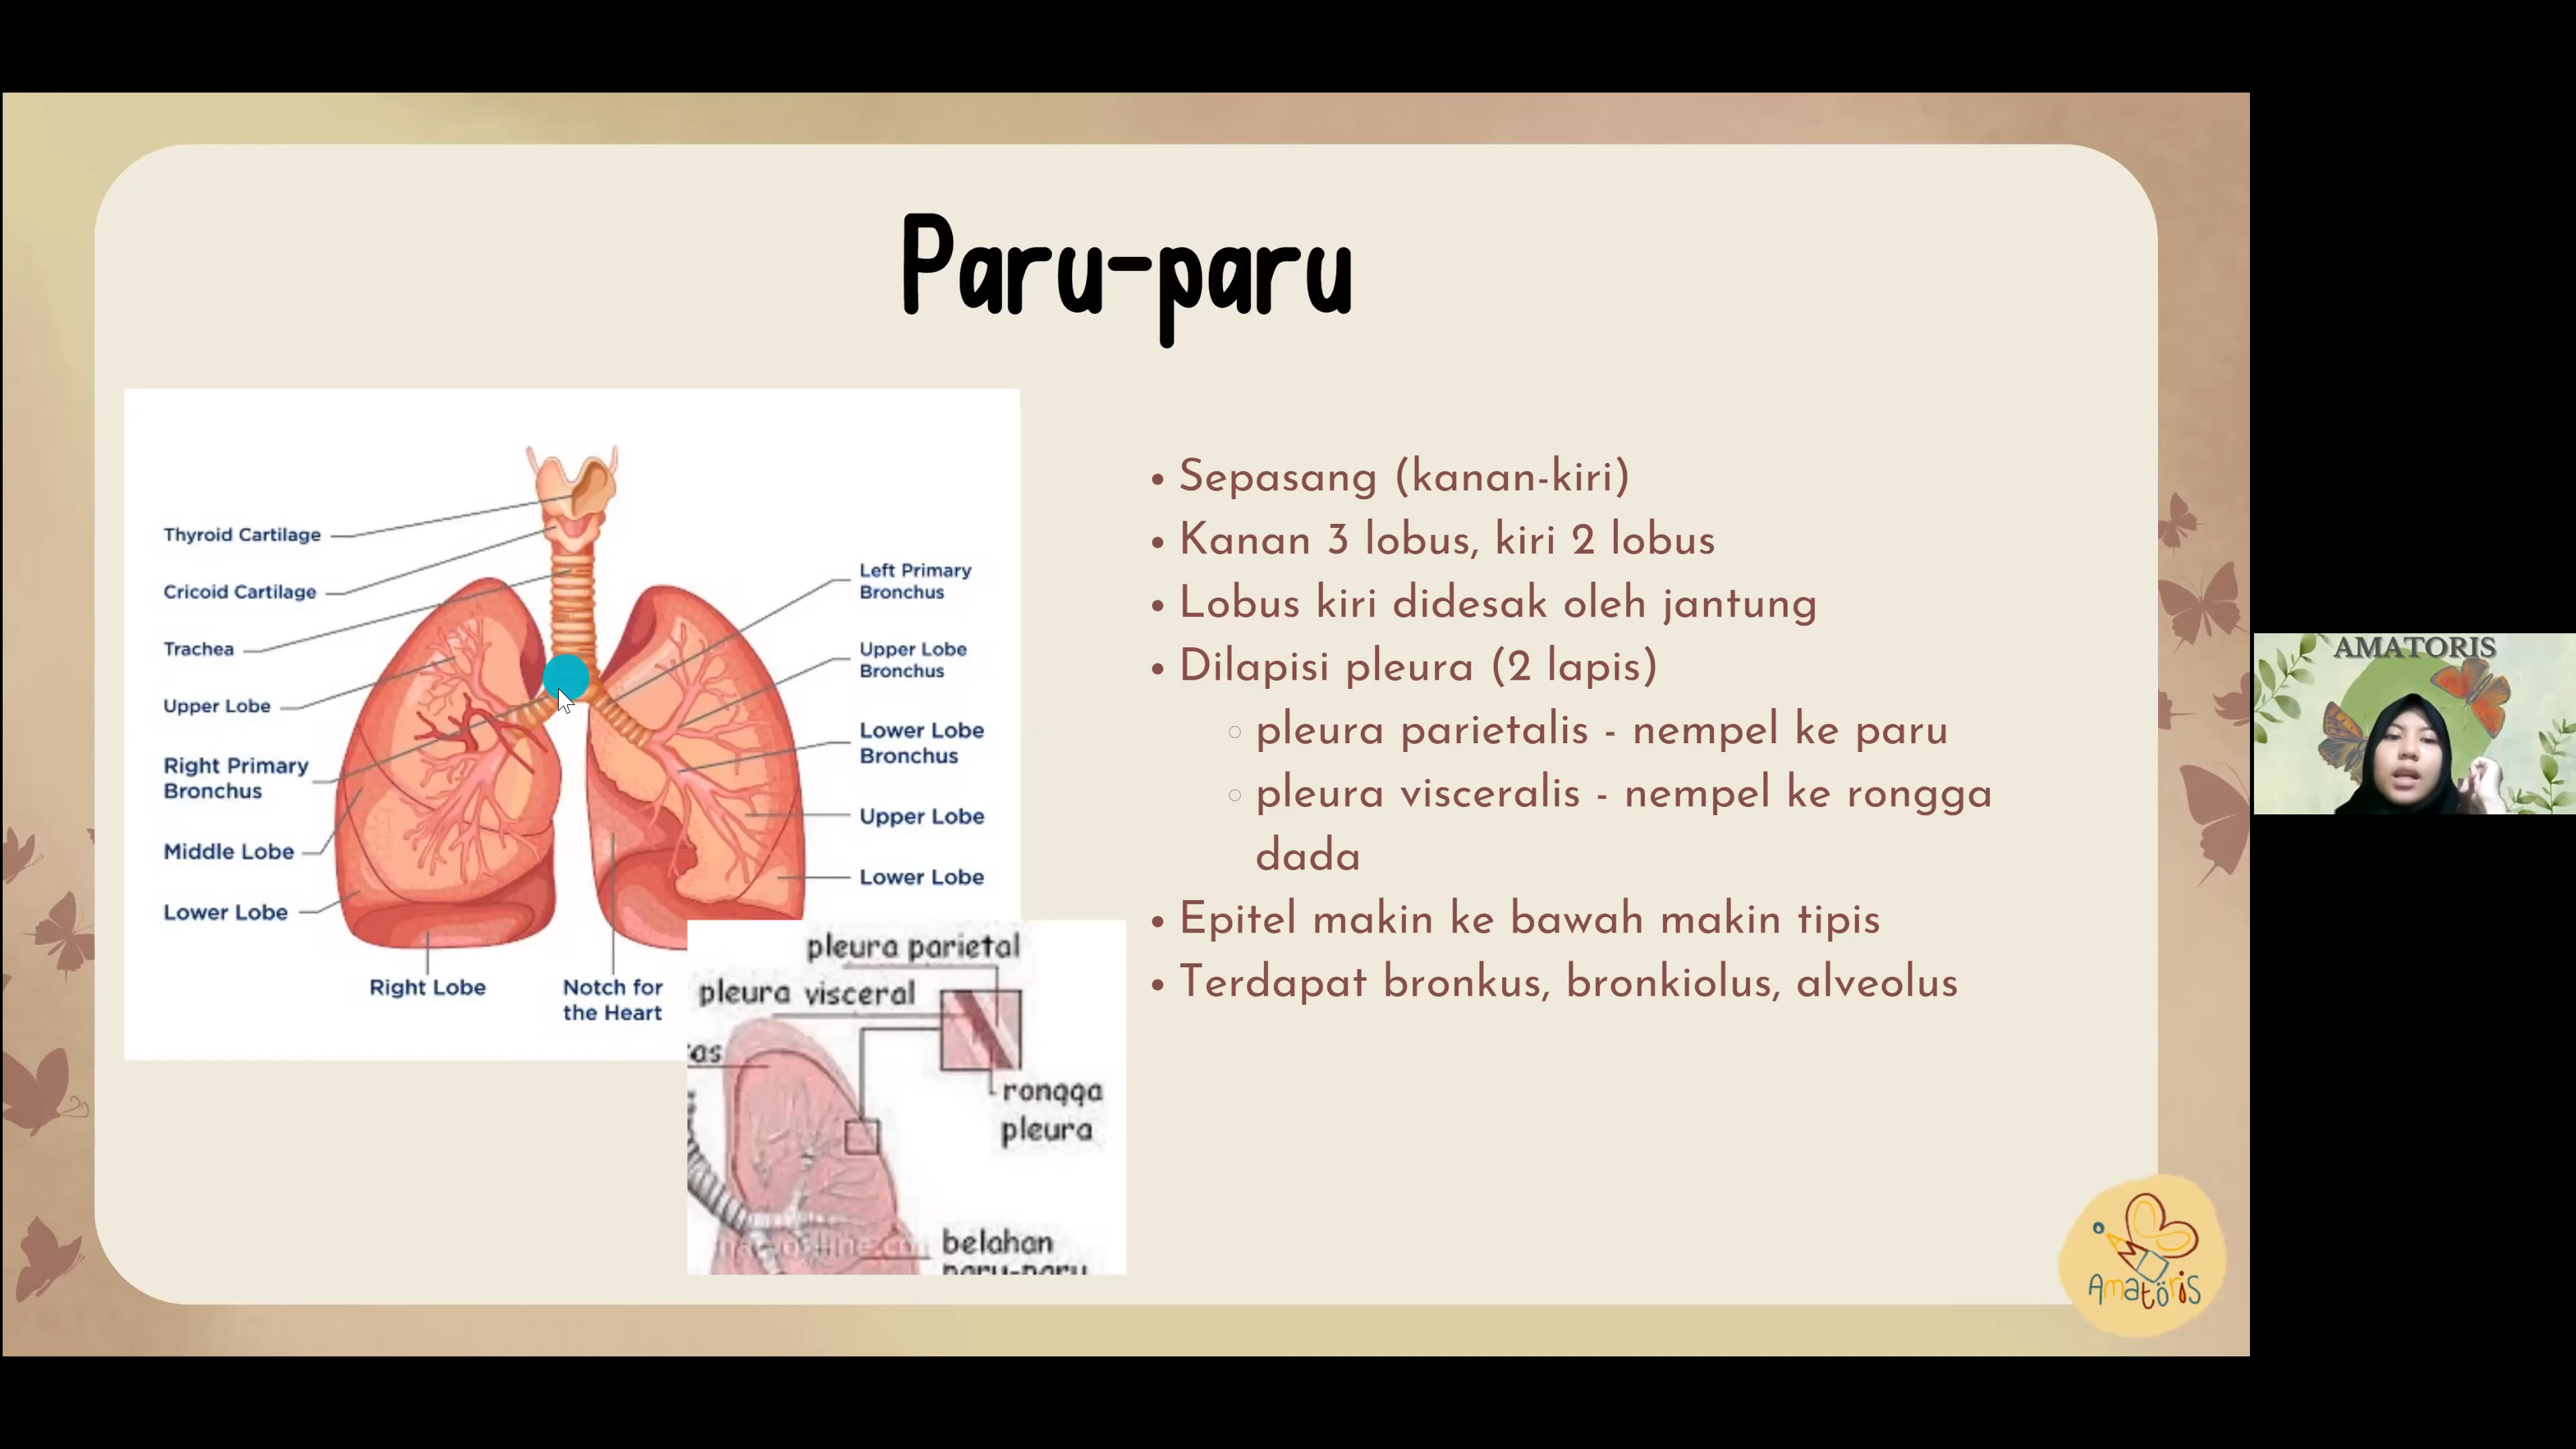 Paru-paru
Thyroid Cartilage
Cricoid Cartilage
Trachea
Upper Lobe
Right Primary
Bronchus
Middle Lobe
Lower Lobe
Right Lobe
Notch for
the Heart
Left Primary
Bronchus
Upper Lobe
Bronchus
Lower Lobe
Bronchus
Upper Lobe
Lower Lobe
pleura parietal
pleura visceral
as
rongga
pleura
belahan
paru-paru
• Sepasang (kanan-kiri)
• Kanan 3 lobus, kiri 2 lobus
• Lobus kiri didesak oleh jantung
• Dilapisi pleura (2 lapis)
○ pleura parietalis - nempel ke paru
○ pleura visceralis - nempel ke rongga
dada
• Epitel makin ke bawah makin tipis
• Terdapat bronkus, bronkiolus, alveolus
AMATORIS
Amatöris